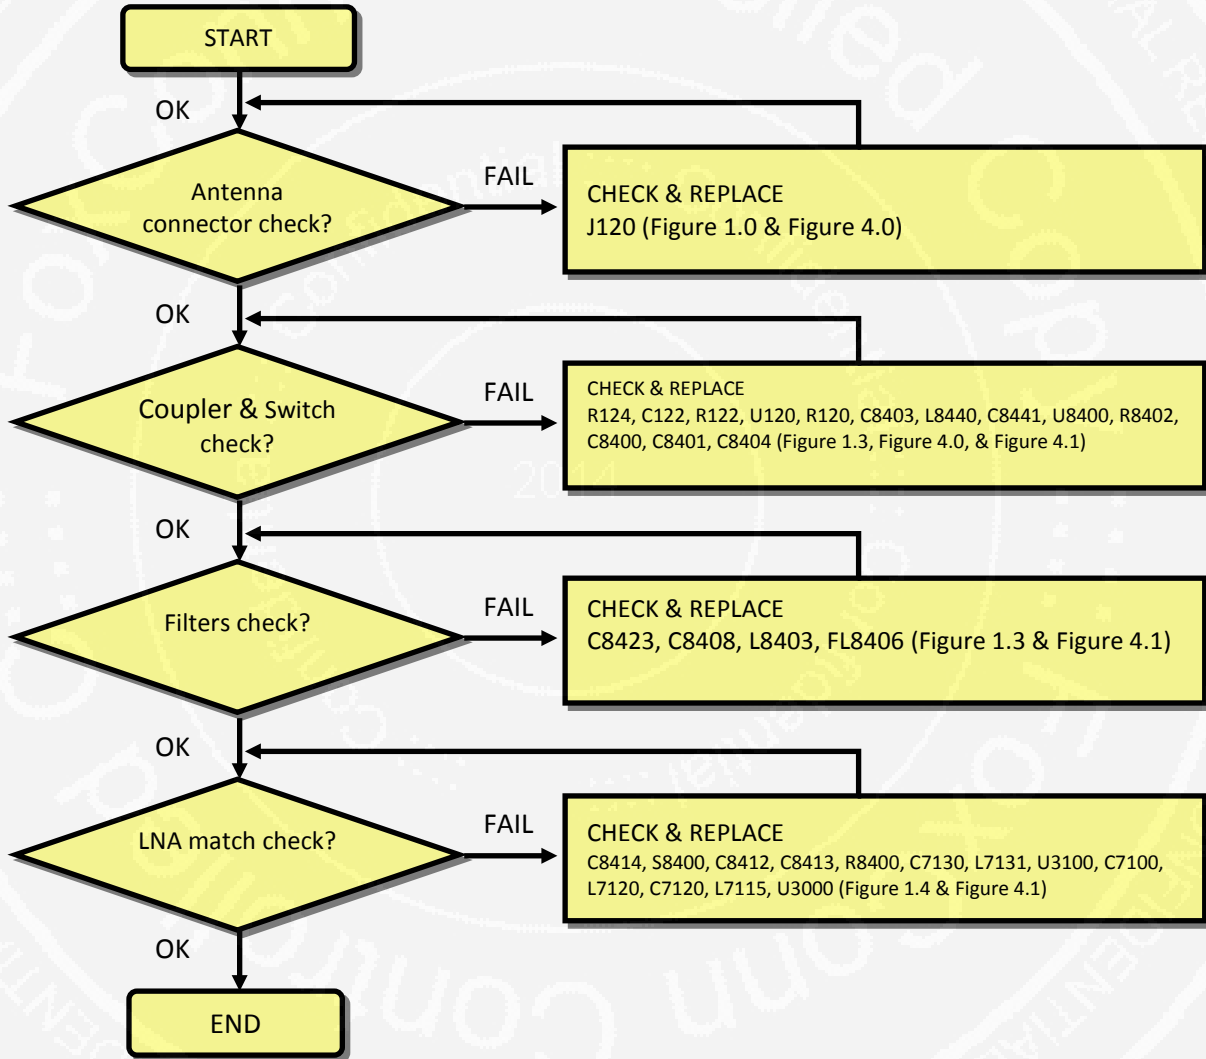 START
OK
Antenna
connector check?
FAIL
CHECK & REPLACE
J120 (Figure 1.0 & Figure 4.0)
OK
Coupler & Switch
check?
FAIL
CHECK & REPLACE
R124, C122, R122, U120, R120, C8403, L8440, C8441, U8400, R8402,
C8400, C8401, C8404 (Figure 1.3, Figure 4.0, & Figure 4.1)
2014
OK
Filters check?
FAIL
CHECK & REPLACE
C8423, C8408, L8403, FL8406 (Figure 1.3 & Figure 4.1)
OK
LNA match check?
FAIL
CHECK & REPLACE
C8414, S8400, C8412, C8413, R8400, C7130, L7131, U3100, C7100,
L7120, C7120, L7115, U3000 (Figure 1.4 & Figure 4.1)
OK
END